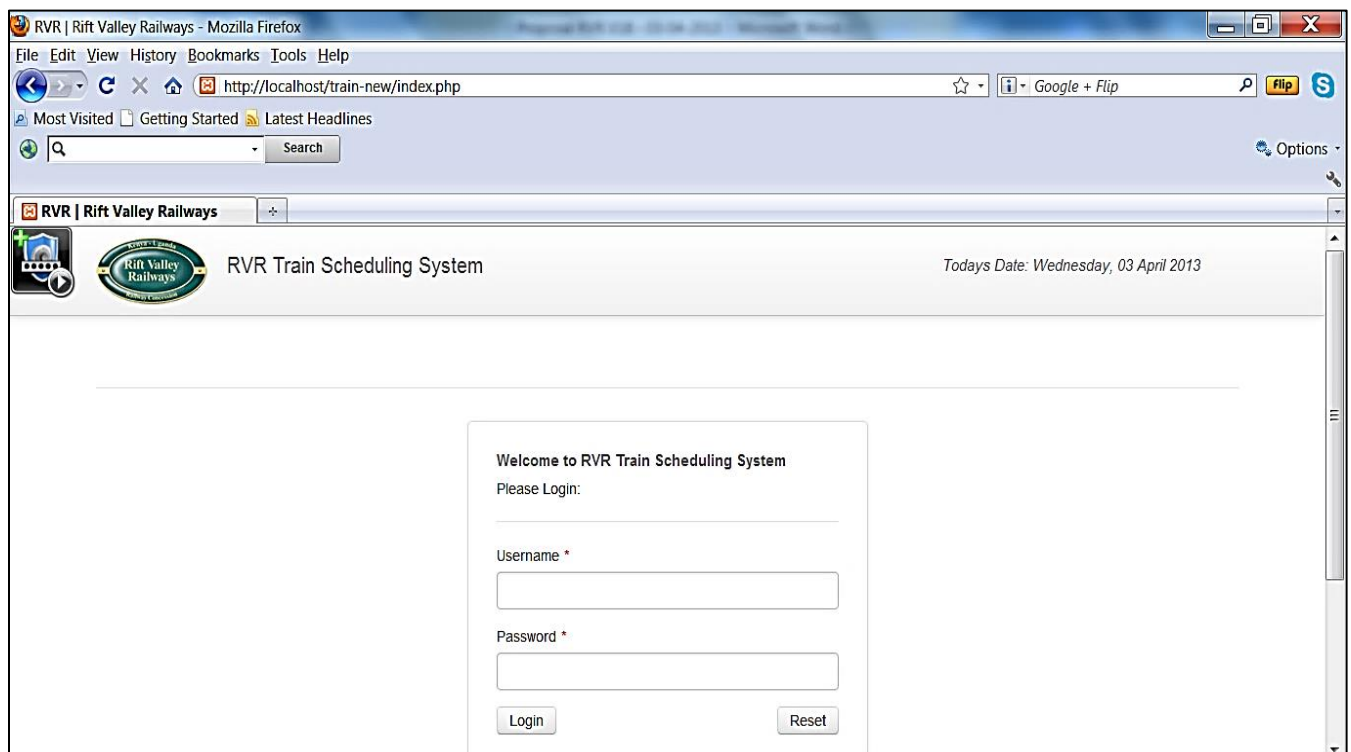 RVR | Rift Valley Railways - Mozilla Firefox
File Edit View History Bookmarks Tools Help
http://localhost/train-new/index.php
Google + Flip
Flip
Most Visited Getting Started Latest Headlines
Search
Options
RVR | Rift Valley Railways
Rift Valley
Railways
RVR Train Scheduling System
Todays Date: Wednesday, 03 April 2013
Welcome to RVR Train Scheduling System
Please Login:
Username *
Password *
Login Reset